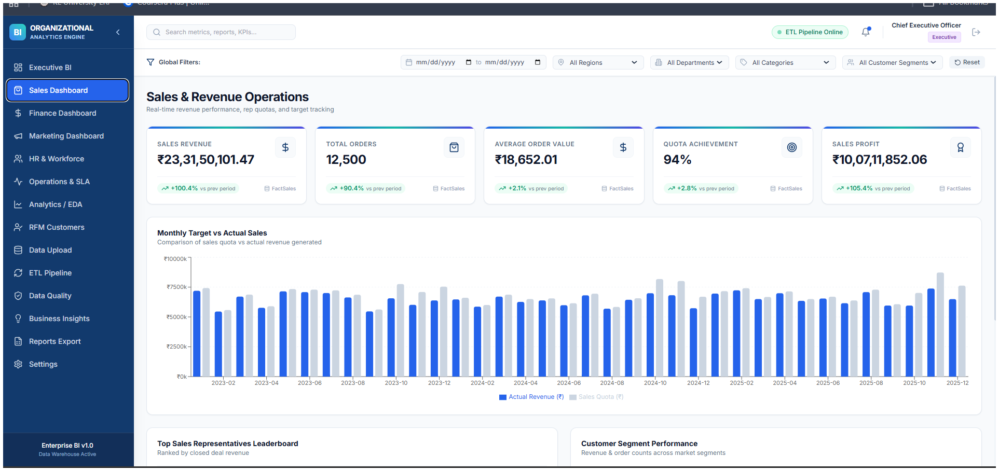 BI
ORGANIZATIONAL
ANALYTICS ENGINE
Search metrics, reports, KPIs...
ETL Pipeline Online
Chief Executive Officer
Executive
Executive BI
Sales Dashboard
Finance Dashboard
Marketing Dashboard
HR & Workforce
Operations & SLA
Analytics / EDA
RFM Customers
Data Upload
ETL Pipeline
Data Quality
Business Insights
Reports Export
Settings
Enterprise BI v1.0
Data Warehouse Active
Global Filters:
mm/dd/yyyy to mm/dd/yyyy
All Regions
All Departments
All Categories
All Customer Segments
Reset
Sales & Revenue Operations
Real-time revenue performance, rep quotas, and target tracking
SALES REVENUE
₹23,31,50,101.47
+100.4% vs prev period
FactSales
TOTAL ORDERS
12,500
+90.4% vs prev period
FactSales
AVERAGE ORDER VALUE
₹18,652.01
+2.1% vs prev period
FactSales
QUOTA ACHIEVEMENT
94%
+2.8% vs prev period
FactSales
SALES PROFIT
₹10,07,11,852.06
+105.4% vs prev period
FactSales
Monthly Target vs Actual Sales
Comparison of sales quota vs actual revenue generated
₹10000k
₹7500k
₹5000k
₹2500k
₹0k
2023-02 2023-04 2023-06 2023-08 2023-10 2023-12 2024-02 2024-04 2024-06 2024-08 2024-10 2024-12 2025-02 2025-04 2025-06 2025-08 2025-10 2025-12
Actual Revenue (₹) Sales Quota (₹)
Top Sales Representatives Leaderboard
Ranked by closed deal revenue
Customer Segment Performance
Revenue & order counts across market segments